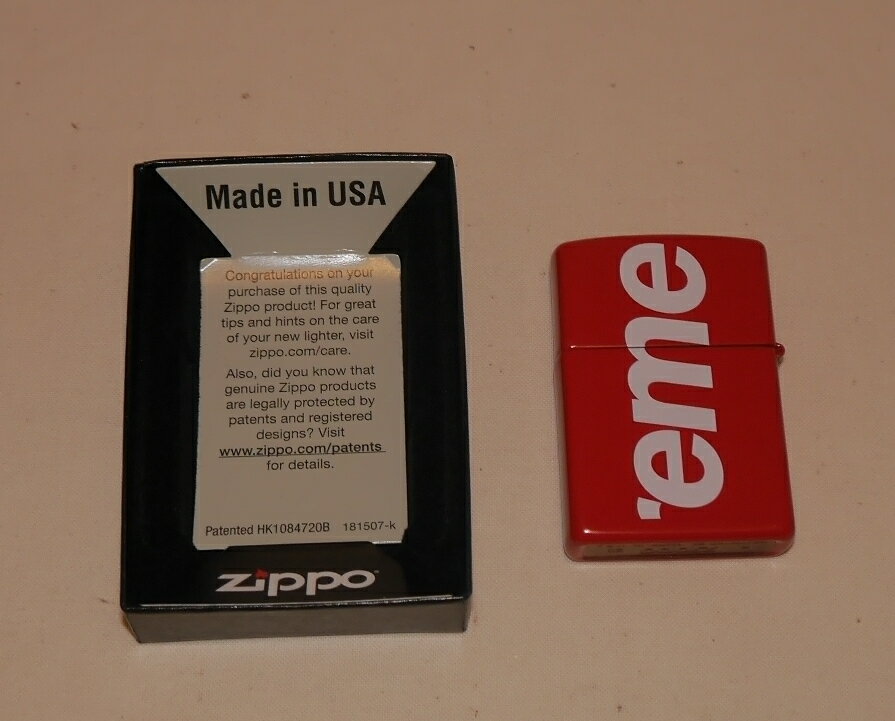 Made in USA
Congratulations on your
purchase of this quality
Zippo product! For great
tips and hints on the care
of your new lighter, visit
zippo.com/care.
Also, did you know that
genuine Zippo products
are legally protected by
patents and registered
designs? Visit
www.zippo.com/patents
for details.
Patented HK1084720B 181507-k
zippo
reme